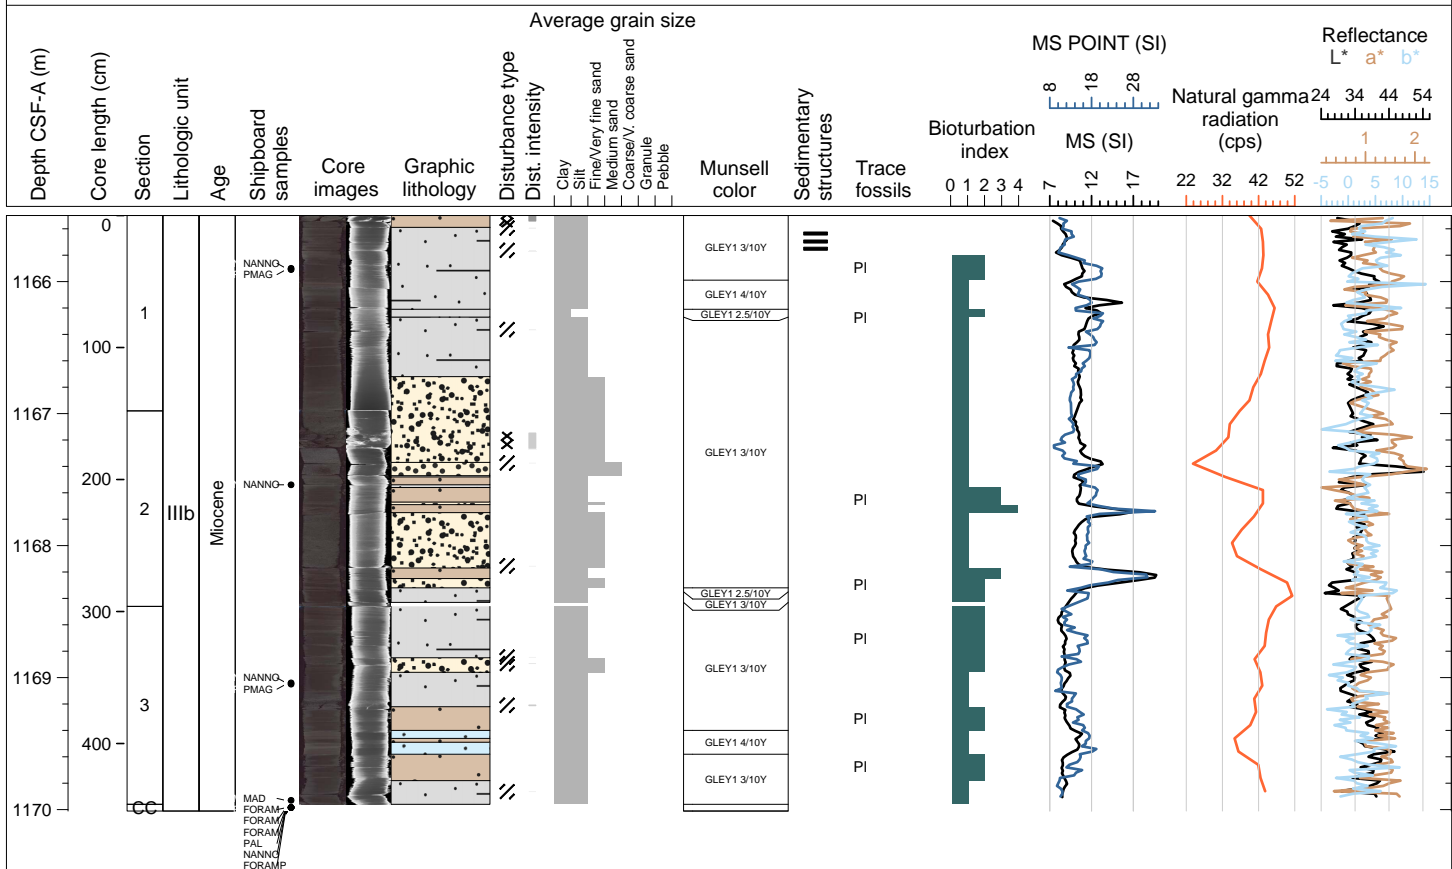 Average grain size
Depth CSF-A (m)
Core length (cm)
Section
Lithologic unit
Age
Shipboard
samples
Core
images
Graphic
lithology
Disturbance type
Dist. intensity
Clay
Silt
Fine/Very fine sand
Medium sand
Coarse/V. coarse sand
Granule
Pebble
Munsell
color
Sedimentary
structures
Trace
fossils
Bioturbation
index
0 1 2 3 4
MS POINT (SI)
8 18 28
MS (SI)
7 12 17
Natural gamma
radiation
(cps)
22 32 42 52
Reflectance
L* a* b*
24 34 44 54
1 2
-5 0 5 10 15
0
100
200
300
400
1166
1167
1168
1169
1170
1
2
3
CC
IIIb
Miocene
NANNO
PMAG
NANNO
NANNO
PMAG
MAD
FORAM
FORAM
FORAM
PAL
NANNO
FORAMP
GLEY1 3/10Y
GLEY1 4/10Y
GLEY1 2.5/10Y
GLEY1 3/10Y
GLEY1 2.5/10Y
GLEY1 3/10Y
GLEY1 3/10Y
GLEY1 4/10Y
GLEY1 3/10Y
Pl
Pl
Pl
Pl
Pl
Pl
Pl